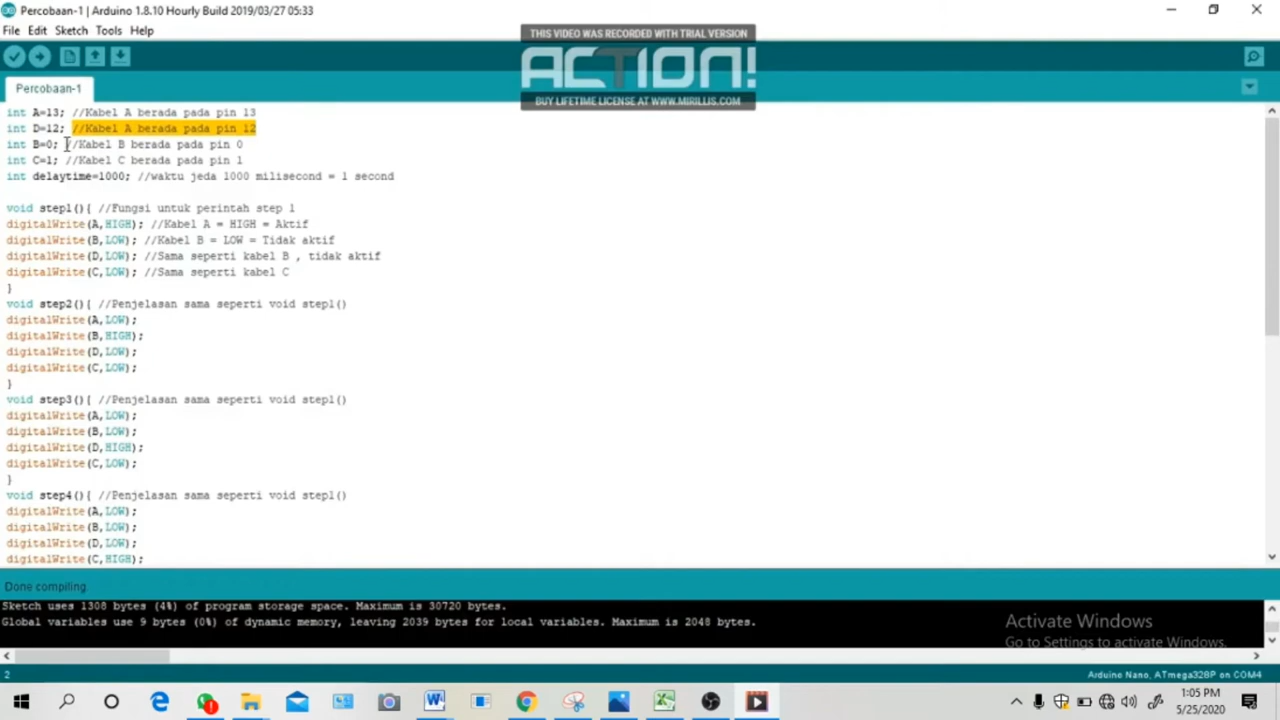 Percobaan-1 | Arduino 1.8.10 Hourly Build 2019/03/27 05:33
File Edit Sketch Tools Help
THIS VIDEO WAS RECORDED WITH TRIAL VERSION
ACTION!
BUY LIFETIME LICENSE AT WWW.MIRILLIS.COM
Percobaan-1
int A=13; //Kabel A berada pada pin 13
int D=12; //Kabel A berada pada pin 12
int B=0; //Kabel B berada pada pin 0
int C=1; //Kabel C berada pada pin 1
int delaytime=1000; //waktu jeda 1000 milisecond = 1 second
void step1(){ //Fungsi untuk perintah step 1
digitalWrite(A,HIGH); //Kabel A = HIGH = Aktif
digitalWrite(B,LOW); //Kabel B = LOW = Tidak aktif
digitalWrite(D,LOW); //Sama seperti kabel B , tidak aktif
digitalWrite(C,LOW); //Sama seperti kabel C
}
void step2(){ //Penjelasan sama seperti void step1()
digitalWrite(A,LOW);
digitalWrite(B,HIGH);
digitalWrite(D,LOW);
digitalWrite(C,LOW);
}
void step3(){ //Penjelasan sama seperti void step1()
digitalWrite(A,LOW);
digitalWrite(B,LOW);
digitalWrite(D,HIGH);
digitalWrite(C,LOW);
}
void step4(){ //Penjelasan sama seperti void step1()
digitalWrite(A,LOW);
digitalWrite(B,LOW);
digitalWrite(D,LOW);
digitalWrite(C,HIGH);
Done compiling
Sketch uses 1308 bytes (4%) of program storage space. Maximum is 30720 bytes.
Global variables use 9 bytes (0%) of dynamic memory, leaving 2039 bytes for local variables. Maximum is 2048 bytes.
Activate Windows
Go to Settings to activate Windows.
2
Arduino Nano, ATmega328P on COM4
1:05 PM
5/25/2020